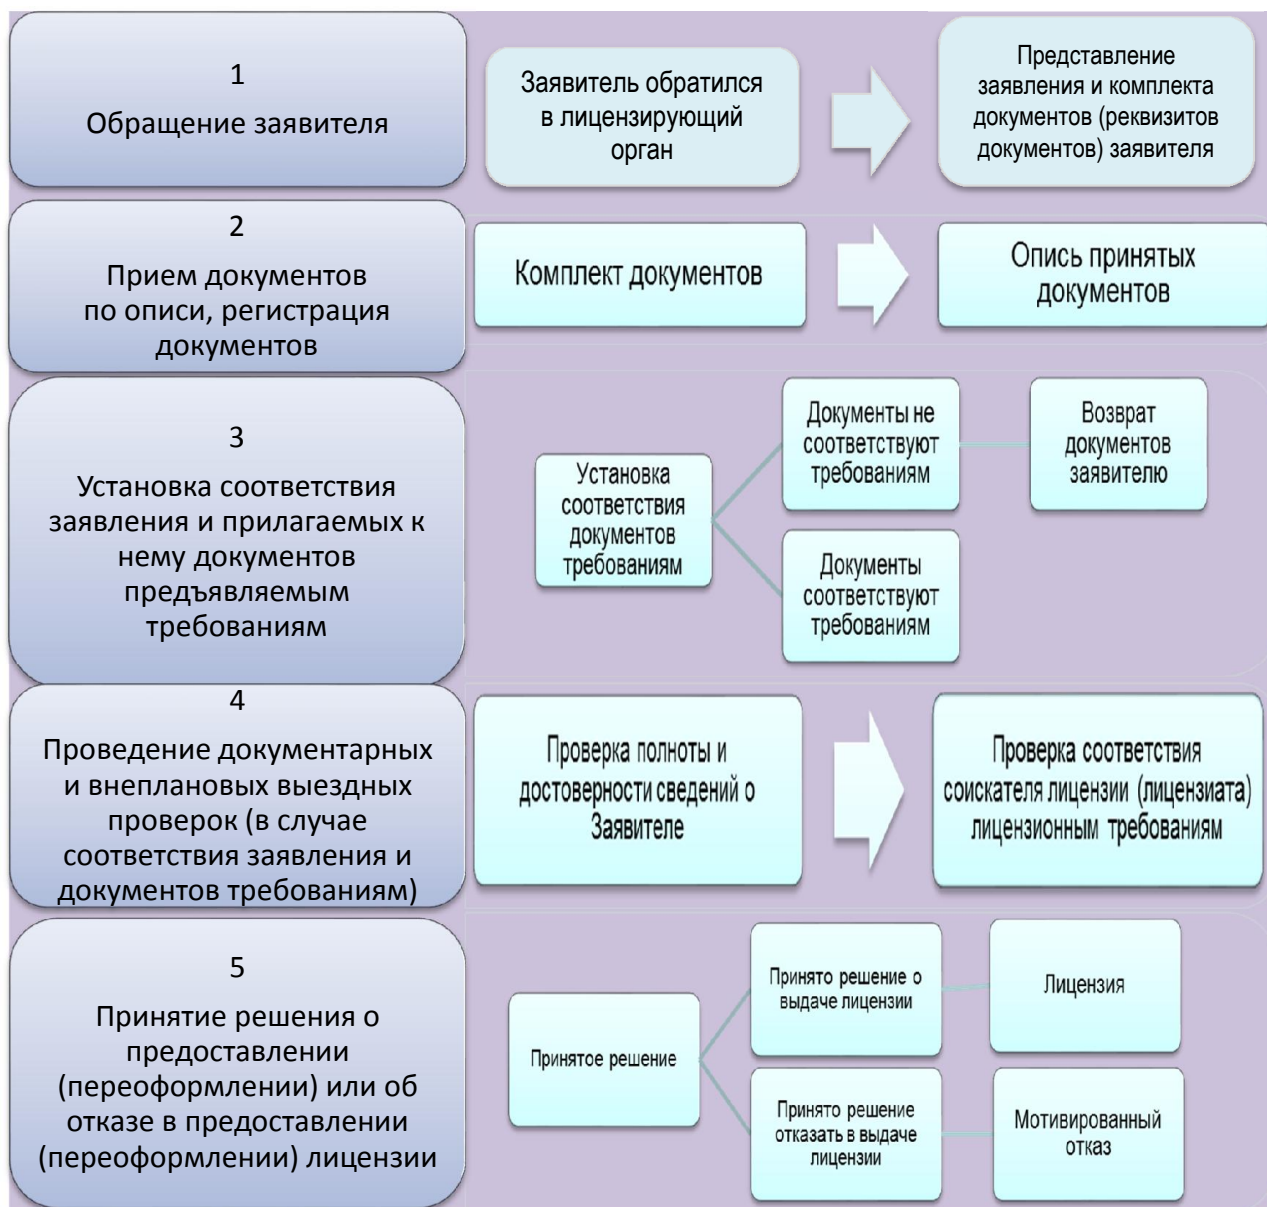 1
Обращение заявителя
Заявитель обратился
в лицензирующий
орган
Представление
заявления и комплекта
документов (реквизитов
документов) заявителя
2
Прием документов
по описи, регистрация
документов
Комплект документов
Опись принятых
документов
3
Установка соответствия
заявления и прилагаемых к
нему документов
предъявляемым
требованиям
Установка
соответствия
документов
требованиям
Документы не
соответствуют
требованиям
Возврат
документов
заявителю
Документы
соответствуют
требованиям
4
Проведение документарных
и внеплановых выездных
проверок (в случае
соответствия заявления и
документов требованиям)
Проверка полноты и
достоверности сведений о
Заявителе
Проверка соответствия
соискателя лицензии (лицензиата)
лицензионным требованиям
5
Принятие решения о
предоставлении
(переоформлении) или об
отказе в предоставлении
(переоформлении) лицензии
Принятое решение
Принято решение о
выдаче лицензии
Лицензия
Принято решение
отказать в выдаче
лицензии
Мотивированный
отказ